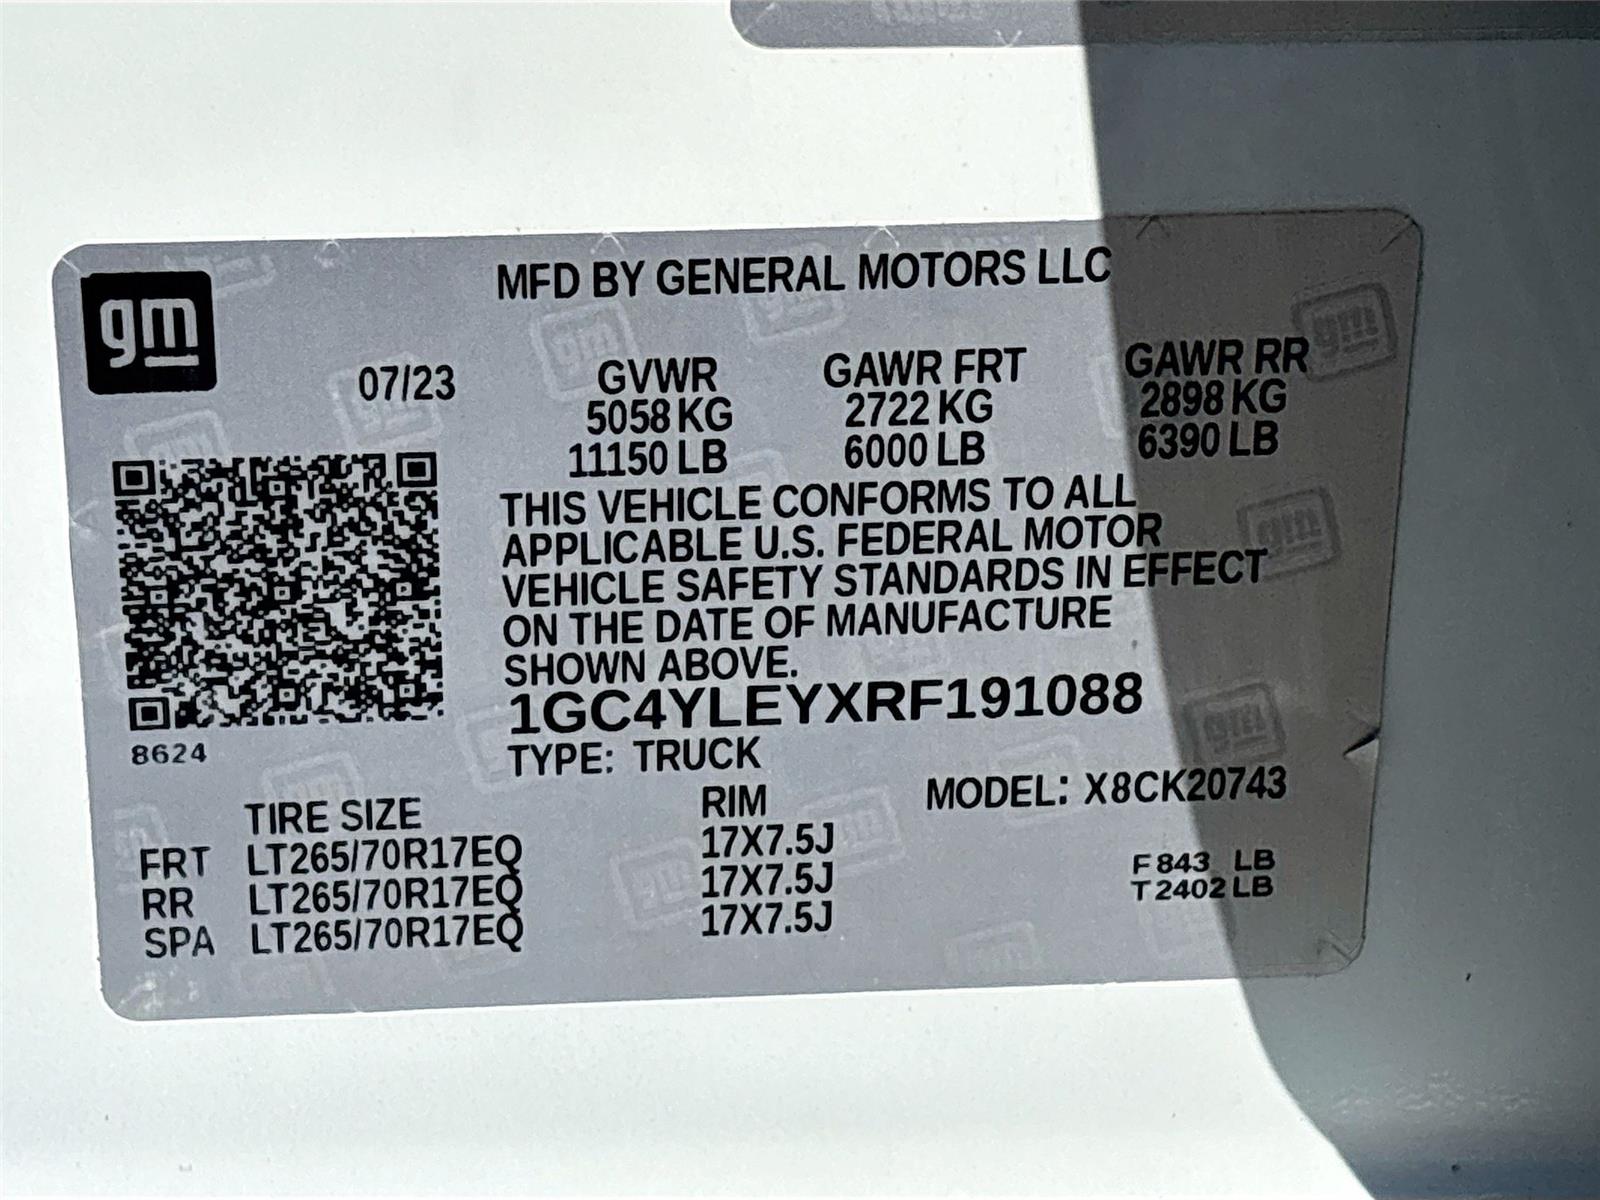 gm
MFD BY GENERAL MOTORS LLC
07/23
GVWR GAWR FRT GAWR RR
5058 KG 2722 KG 2898 KG
11150 LB 6000 LB 6390 LB
THIS VEHICLE CONFORMS TO ALL
APPLICABLE U.S. FEDERAL MOTOR
VEHICLE SAFETY STANDARDS IN EFFECT
ON THE DATE OF MANUFACTURE
SHOWN ABOVE.
1GC4YLEYXRF191088
8624
TYPE: TRUCK
MODEL: X8CK20743
TIRE SIZE RIM
FRT LT265/70R17EQ 17X7.5J
RR LT265/70R17EQ 17X7.5J
SPA LT265/70R17EQ 17X7.5J
F 843 LB
T 2402 LB